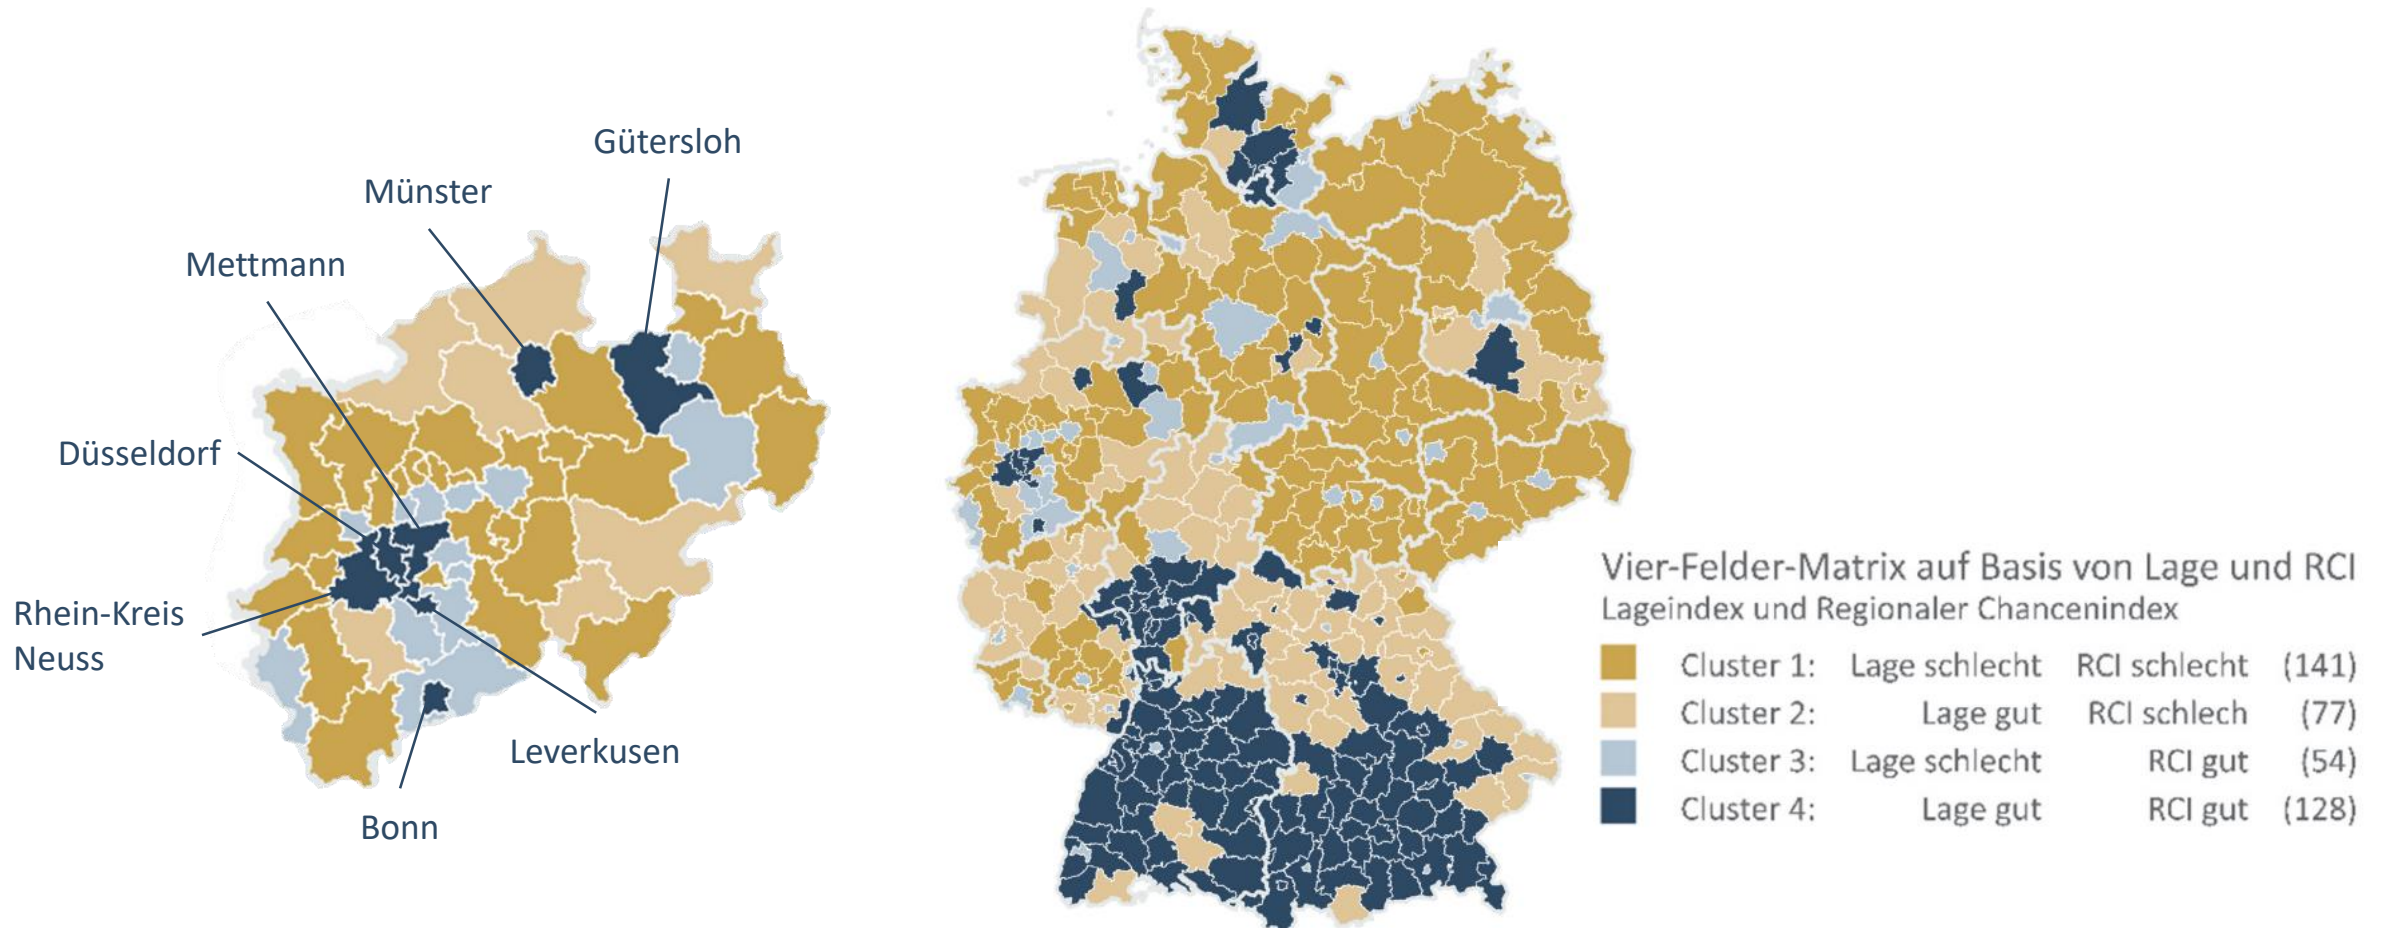 Gütersloh
Münster
Mettmann
Düsseldorf
Rhein-Kreis
Neuss
Leverkusen
Bonn
Vier-Felder-Matrix auf Basis von Lage und RCI
Lageindex und Regionaler Chancenindex
Cluster 1: Lage schlecht RCI schlecht (141)
Cluster 2: Lage gut RCI schlech (77)
Cluster 3: Lage schlecht RCI gut (54)
Cluster 4: Lage gut RCI gut (128)